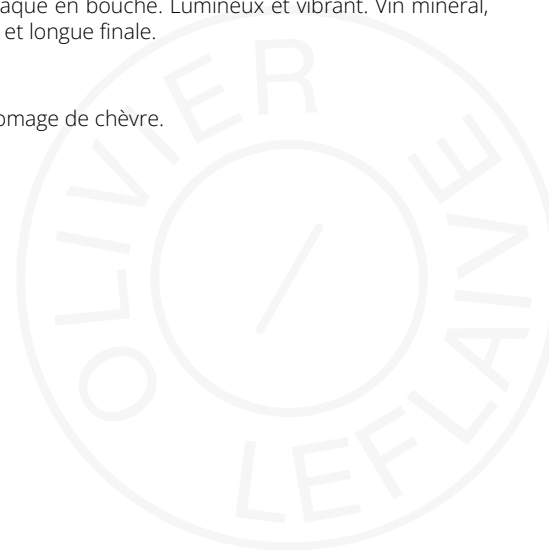 aque en bouche. Lumineux et vibrant. Vin minéral,
et longue finale.
omage de chèvre.
OLIVIER
LEFLAIVE